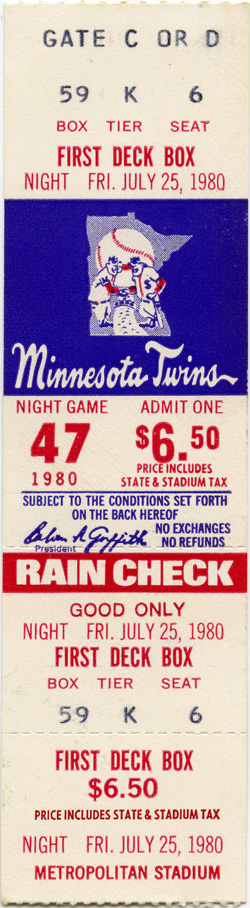 GATE C OR D
59 K 6
BOX TIER SEAT
FIRST DECK BOX
NIGHT FRI. JULY 25, 1980
Minnesota Twins
NIGHT GAME ADMIT ONE
47 $6.50
1980 PRICE INCLUDES
STATE & STADIUM TAX
SUBJECT TO THE CONDITIONS SET FORTH
ON THE BACK HEREOF
Calvin R Griffith NO EXCHANGES
President NO REFUNDS
RAIN CHECK
GOOD ONLY
NIGHT FRI. JULY 25, 1980
FIRST DECK BOX
BOX TIER SEAT
59 K 6
FIRST DECK BOX
$6.50
PRICE INCLUDES STATE & STADIUM TAX
NIGHT FRI. JULY 25, 1980
METROPOLITAN STADIUM